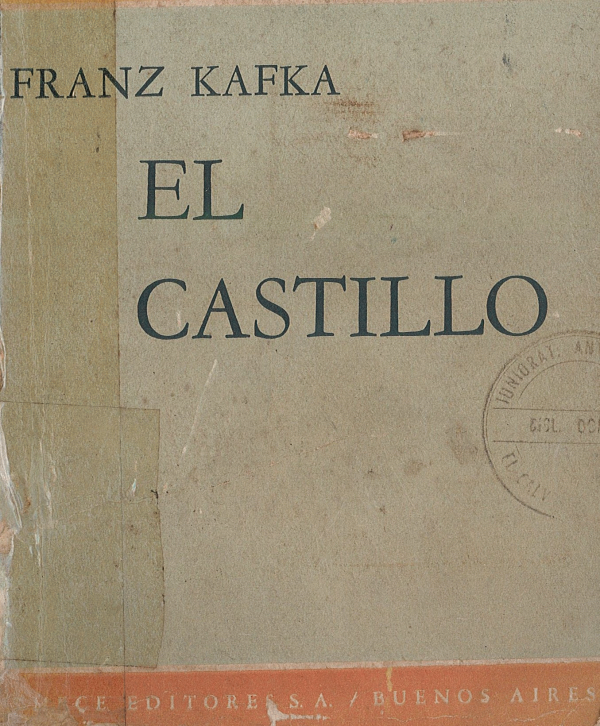 FRANZ KAFKA
EL
CASTILLO
EDITORES S.A. / BUENOS AIRES